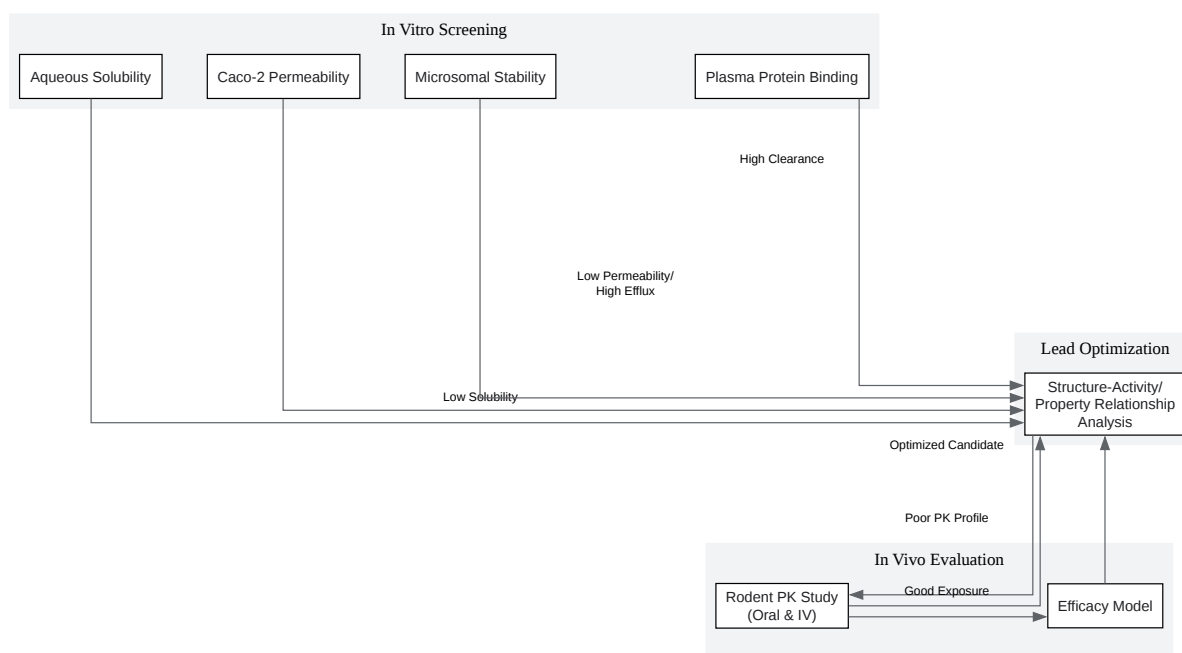 In Vitro Screening
Aqueous Solubility
Caco-2 Permeability
Microsomal Stability
Plasma Protein Binding
High Clearance
Low Permeability/
High Efflux
Lead Optimization
Structure-Activity/
Property Relationship
Analysis
Low Solubility
Optimized Candidate
Poor PK Profile
In Vivo Evaluation
Good Exposure
Rodent PK Study
(Oral & IV)
Efficacy Model